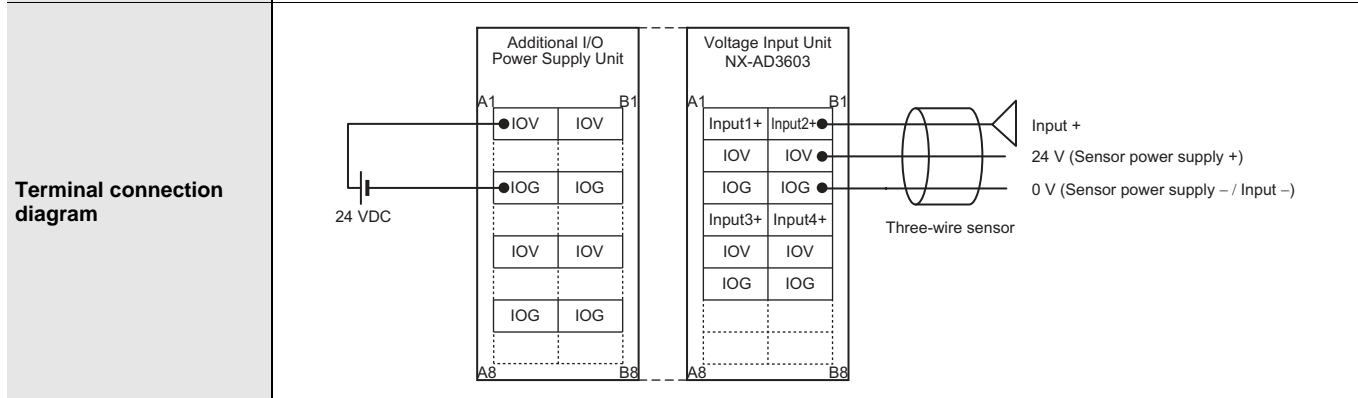 Terminal connection
diagram
Additional I/O
Power Supply Unit
A1 B1
IOV IOV
IOG IOG
IOV IOV
IOG IOG
A8 B8
24 VDC
Voltage Input Unit
NX-AD3603
A1 B1
Input1+ Input2+
IOV IOV
IOG IOG
Input3+ Input4+
IOV IOV
IOG IOG
A8 B8
Input +
24 V (Sensor power supply +)
0 V (Sensor power supply − / Input −)
Three-wire sensor